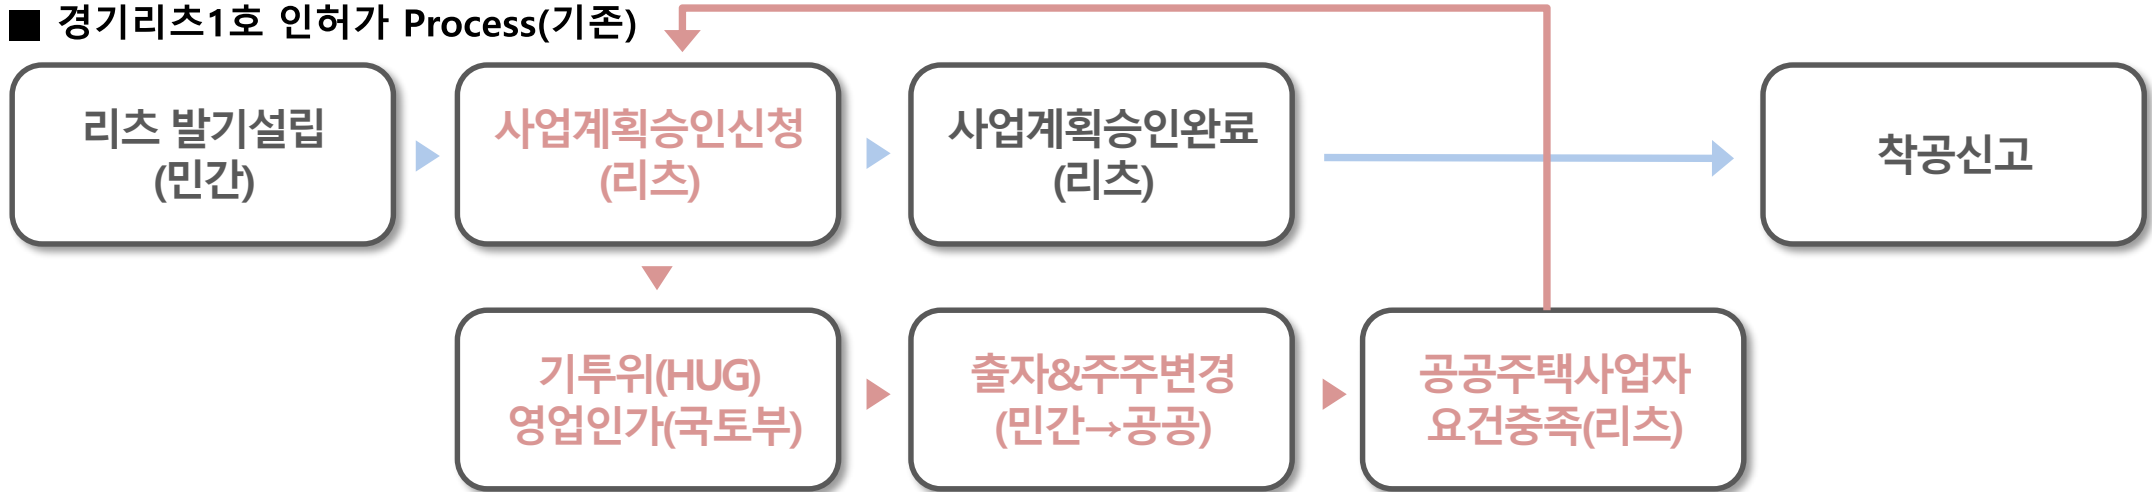 ■ 경기리츠1호 인허가 Process(기존)
리츠 발기설립
(민간)
사업계획승인신청
(리츠)
사업계획승인완료
(리츠)
착공신고
기투위(HUG)
영업인가(국토부)
출자&주주변경
(민간→공공)
공공주택사업자
요건충족(리츠)